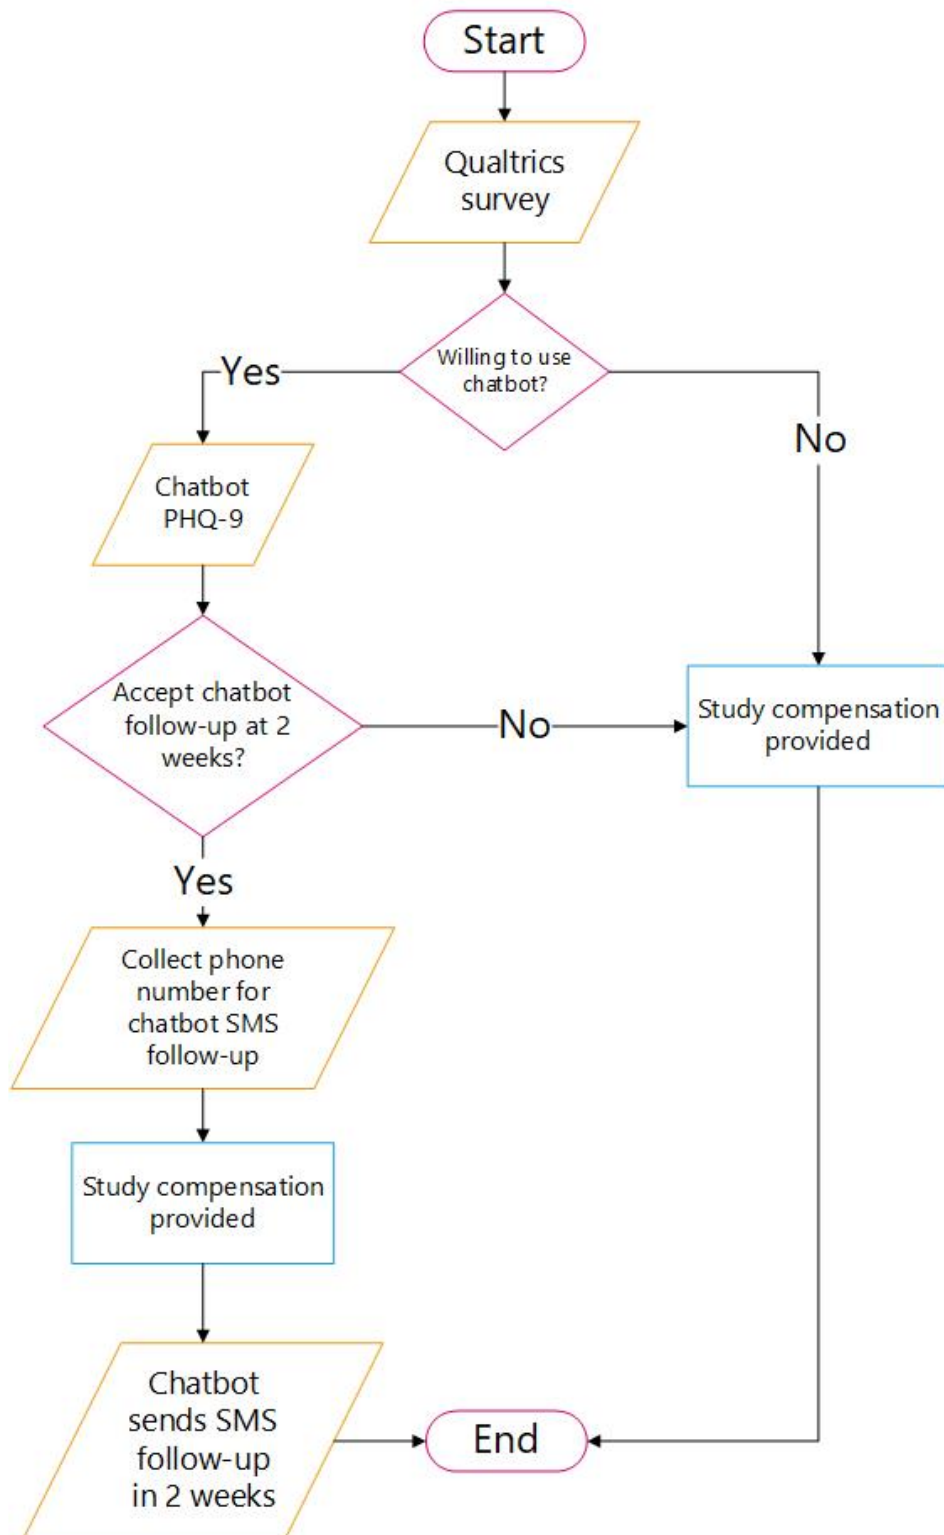 Start
Qualtrics
survey
Willing to use
chatbot?
Yes
No
Chatbot
PHQ-9
Accept chatbot
follow-up at 2
weeks?
No
Study compensation
provided
Yes
Collect phone
number for
chatbot SMS
follow-up
Study compensation
provided
Chatbot
sends SMS
follow-up
in 2 weeks
End